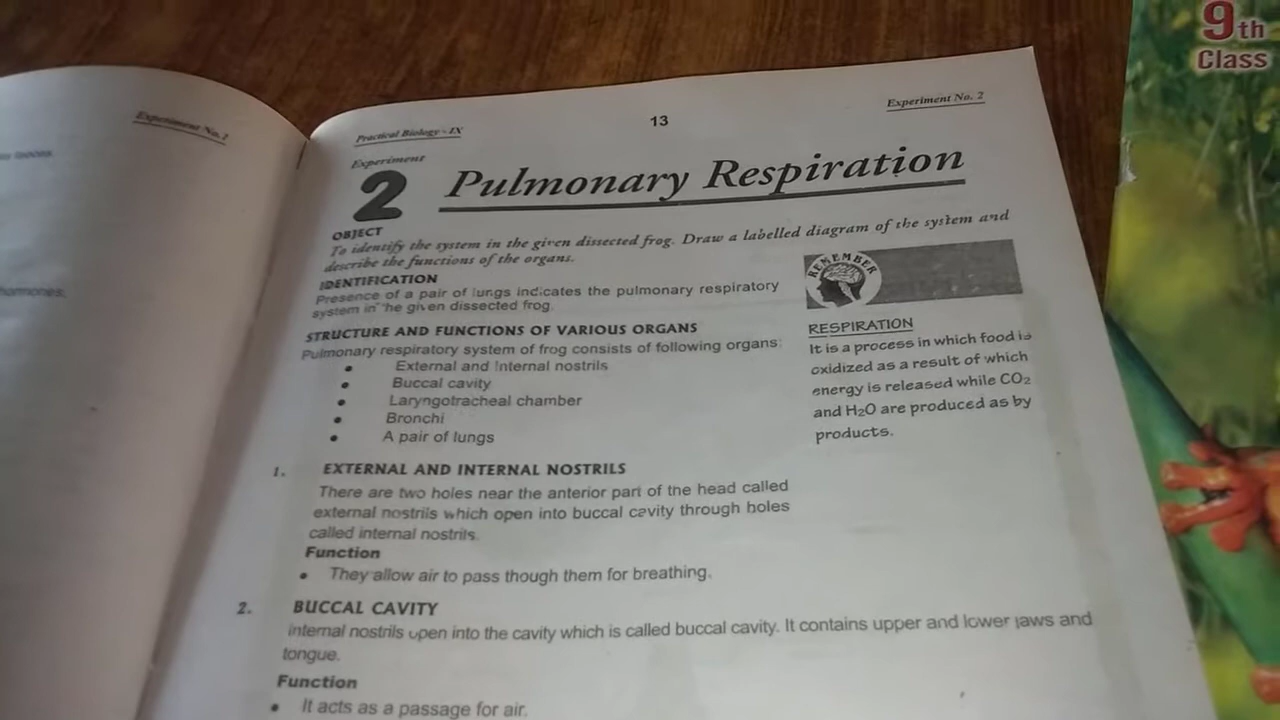 Experiment No.1
hormones.
Practical Biology - IX
13
Experiment No. 2
Experiment
2
Pulmonary Respiration
OBJECT
To identify the system in the given dissected frog. Draw a labelled diagram of the system and
describe the functions of the organs.
IDENTIFICATION
Presence of a pair of lungs indicates the pulmonary respiratory
system in the given dissected frog.
STRUCTURE AND FUNCTIONS OF VARIOUS ORGANS
Pulmonary respiratory system of frog consists of following organs:
• External and Internal nostrils
• Buccal cavity
• Laryngotracheal chamber
• Bronchi
• A pair of lungs
REMEMBER
RESPIRATION
It is a process in which food is
oxidized as a result of which
energy is released while CO2
and H2O are produced as by
products.
1. EXTERNAL AND INTERNAL NOSTRILS
There are two holes near the anterior part of the head called
external nostrils which open into buccal cavity through holes
called internal nostrils.
Function
• They allow air to pass though them for breathing.
2. BUCCAL CAVITY
Internal nostrils open into the cavity which is called buccal cavity. It contains upper and lower jaws and
tongue.
Function
• It acts as a passage for air.
9th
Class